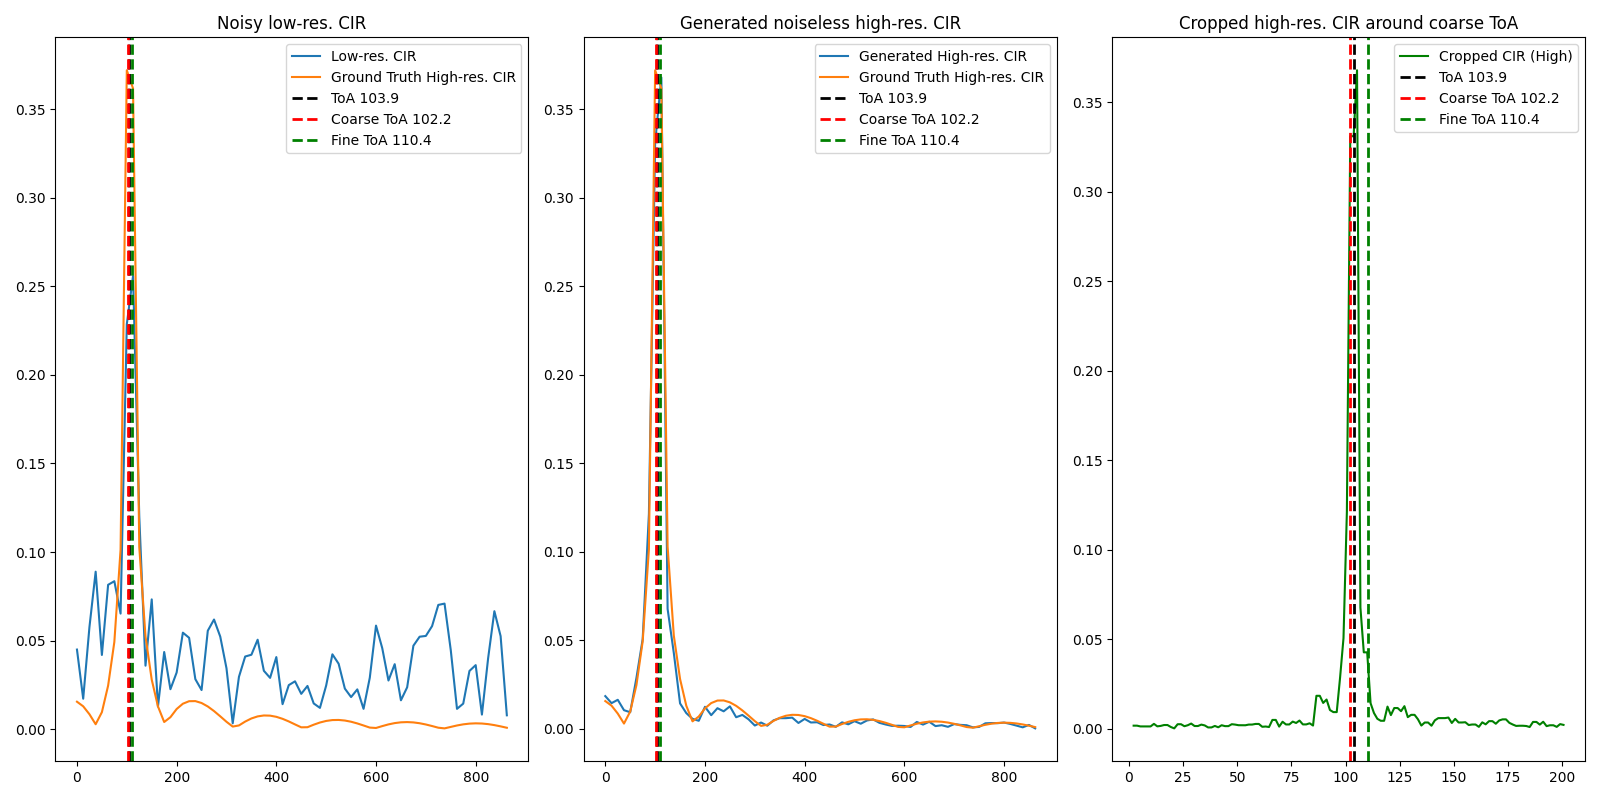 Noisy low-res. CIR
Low-res. CIR
Ground Truth High-res. CIR
ToA 103.9
Coarse ToA 102.2
Fine ToA 110.4
0.35
0.30
0.25
0.20
0.15
0.10
0.05
0.00
0 200 400 600 800
Generated noiseless high-res. CIR
Generated High-res. CIR
Ground Truth High-res. CIR
ToA 103.9
Coarse ToA 102.2
Fine ToA 110.4
0.35
0.30
0.25
0.20
0.15
0.10
0.05
0.00
0 200 400 600 800
Cropped high-res. CIR around coarse ToA
Cropped CIR (High)
ToA 103.9
Coarse ToA 102.2
Fine ToA 110.4
0.35
0.30
0.25
0.20
0.15
0.10
0.05
0.00
0 25 50 75 100 125 150 175 200